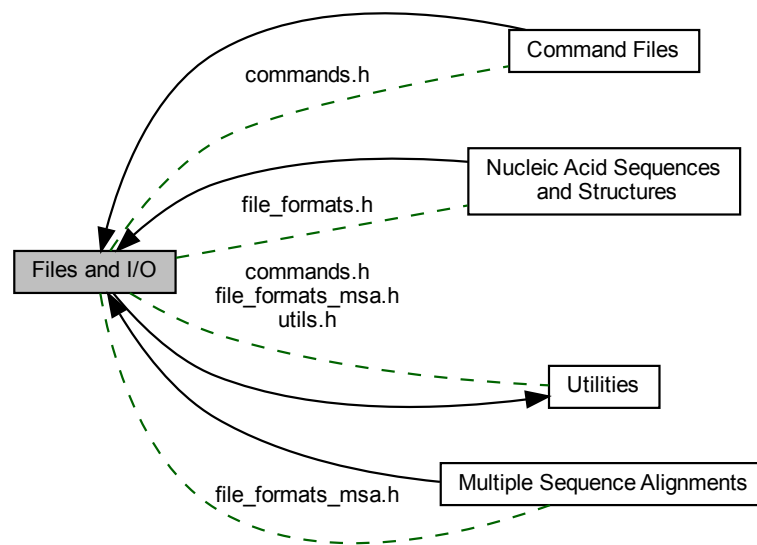 Command Files
commands.h
Nucleic Acid Sequences
and Structures
file_formats.h
Files and I/O
commands.h
file_formats_msa.h
utils.h
Utilities
Multiple Sequence Alignments
file_formats_msa.h